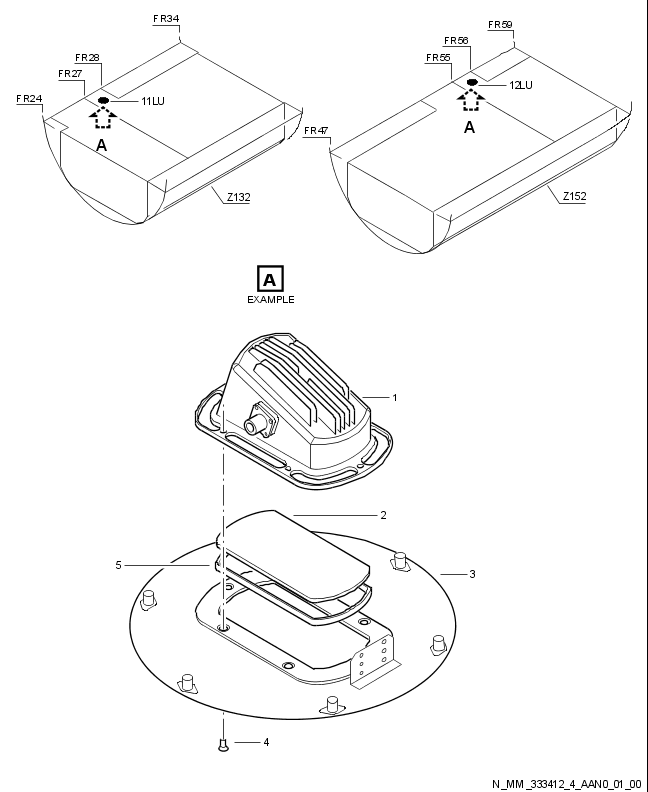 FR34
FR28
FR27
FR24
11LU
A
Z132
FR59
FR56
FR55
FR47
12LU
A
Z152
A
EXAMPLE
1
2
5
3
4
N_MM_333412_4_AAN0_01_00